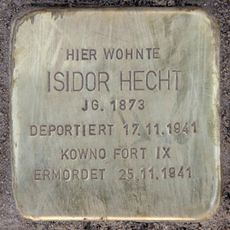 HIER WOHNTE
ISIDOR HECHT
JG. 1873
DEPORTIERT 17.11.1941
KOWNO FORT IX
ERMORDET 25.11.1941